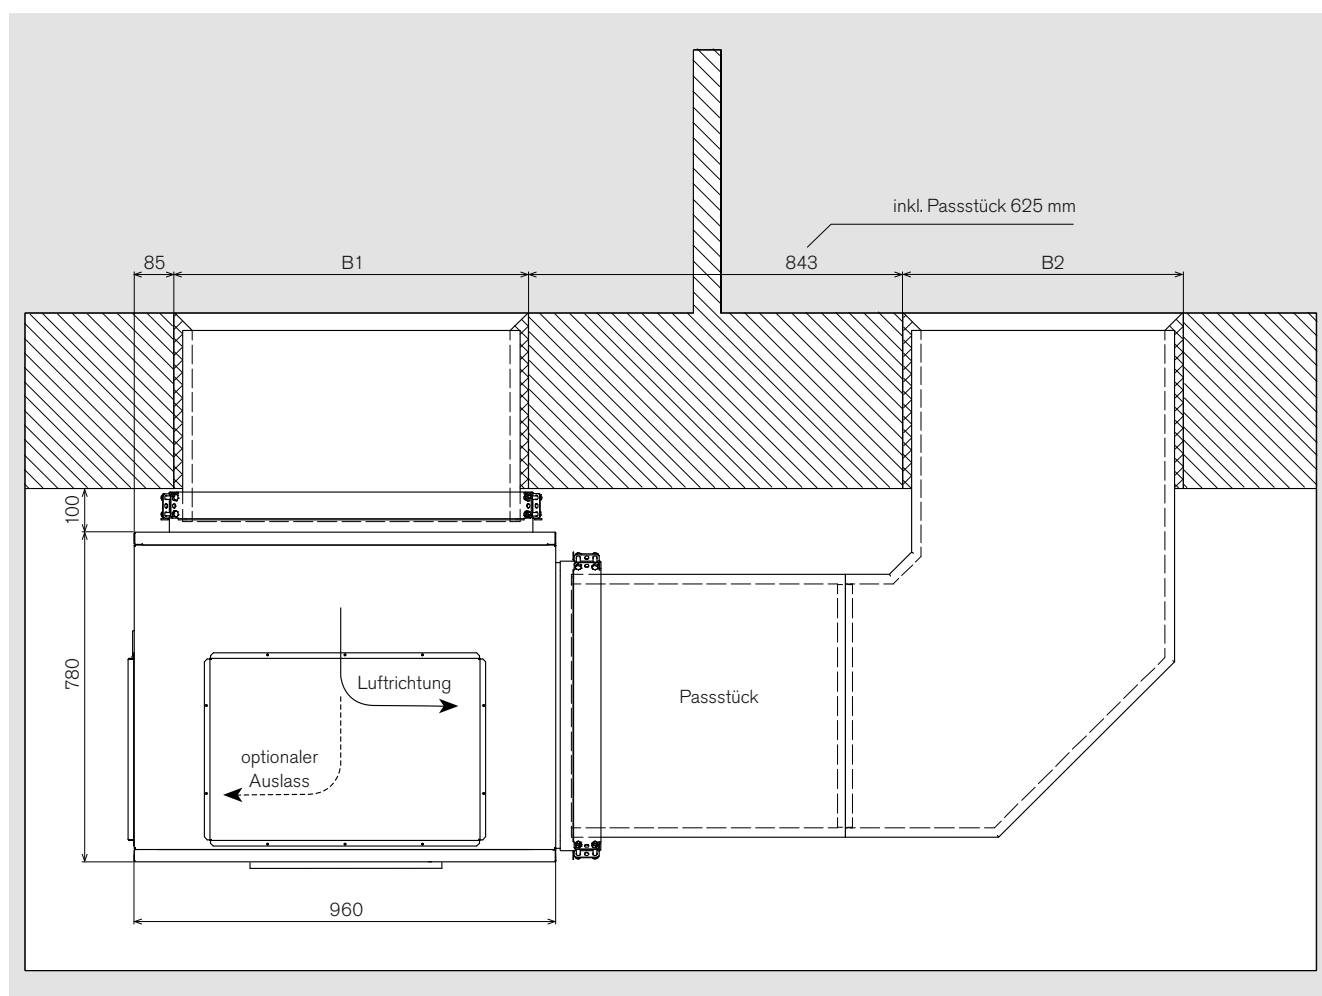 inkl. Passstück 625 mm
85
B1
843
B2
100
780
Luftrichtung
Passstück
optionaler
Auslass
960